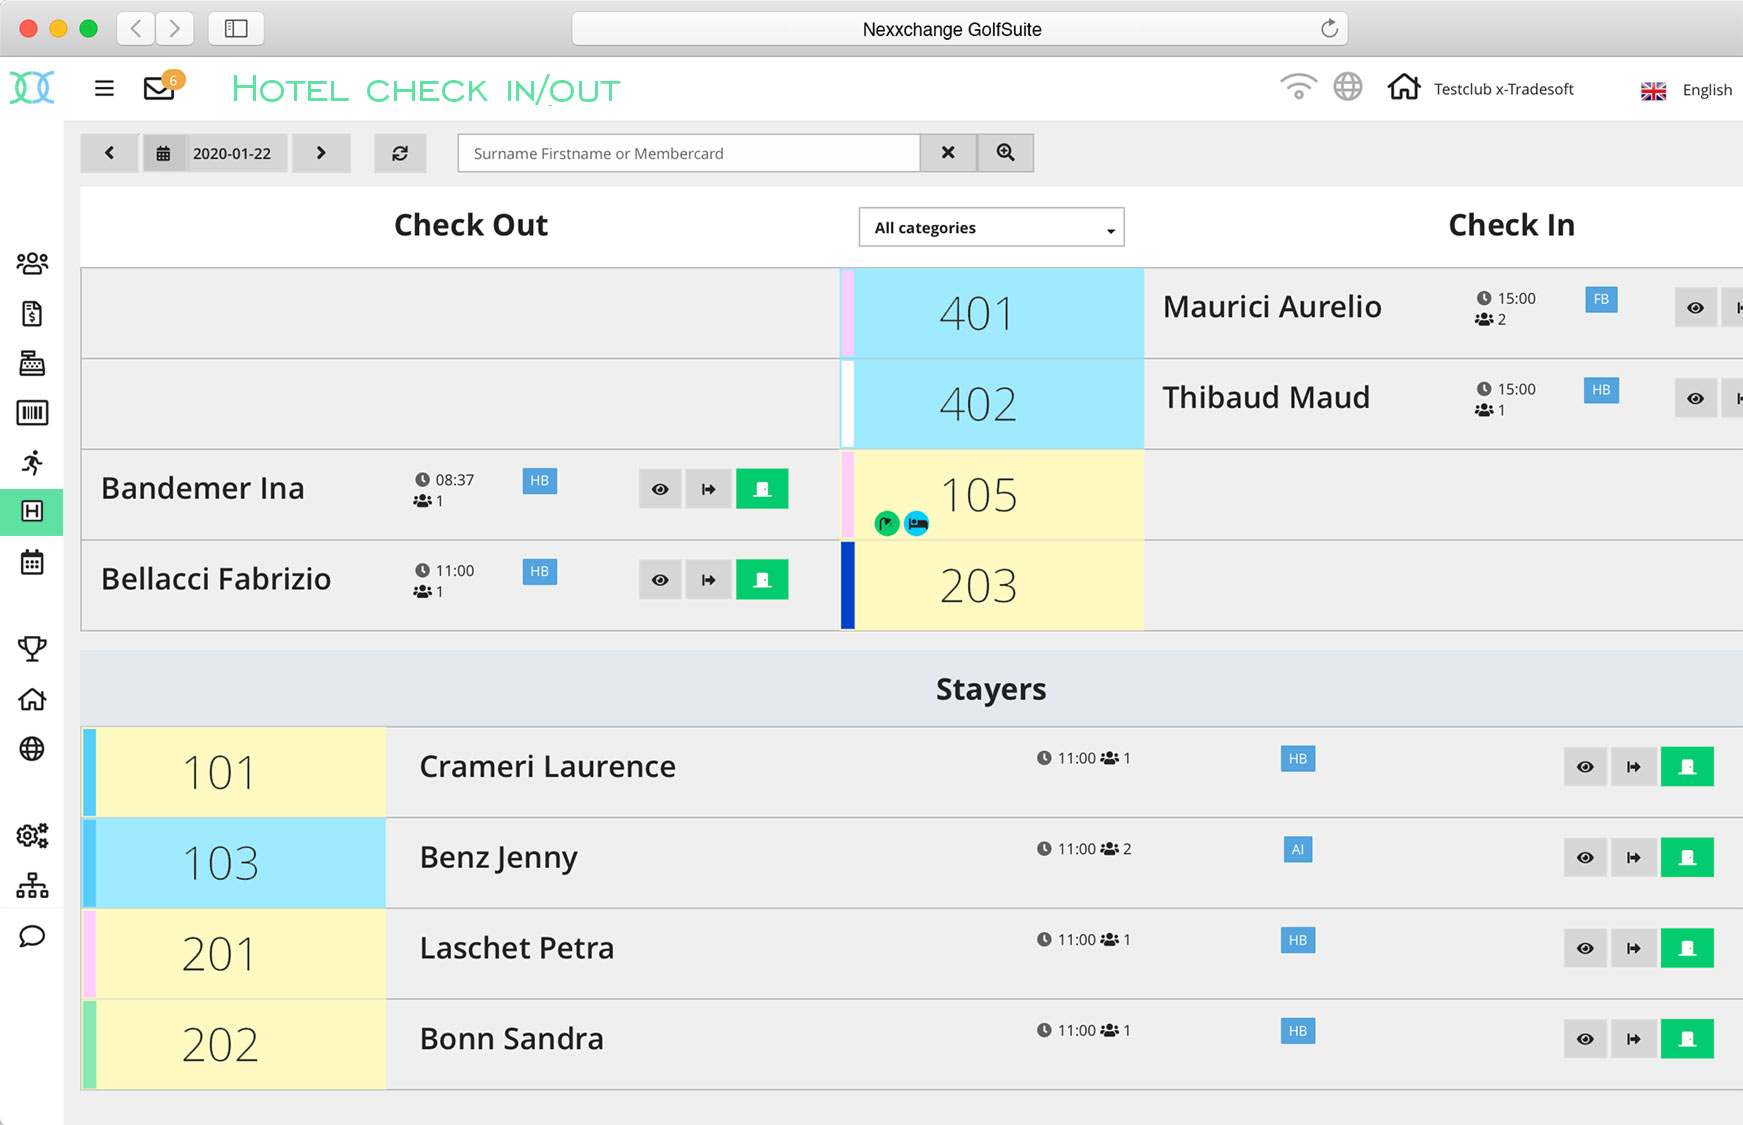 Nexxchange GolfSuite
6
Hotel check in/out
Testclub x-Tradesoft
English
2020-01-22
Surname Firstname or Membercard
Check Out
All categories
Check In
401
Maurici Aurelio
15:00
2
FB
402
Thibaud Maud
15:00
1
HB
Bandemer Ina
08:37
1
HB
105
Bellacci Fabrizio
11:00
1
HB
203
Stayers
101
Crameri Laurence
11:00 1
HB
103
Benz Jenny
11:00 2
AI
201
Laschet Petra
11:00 1
HB
202
Bonn Sandra
11:00 1
HB